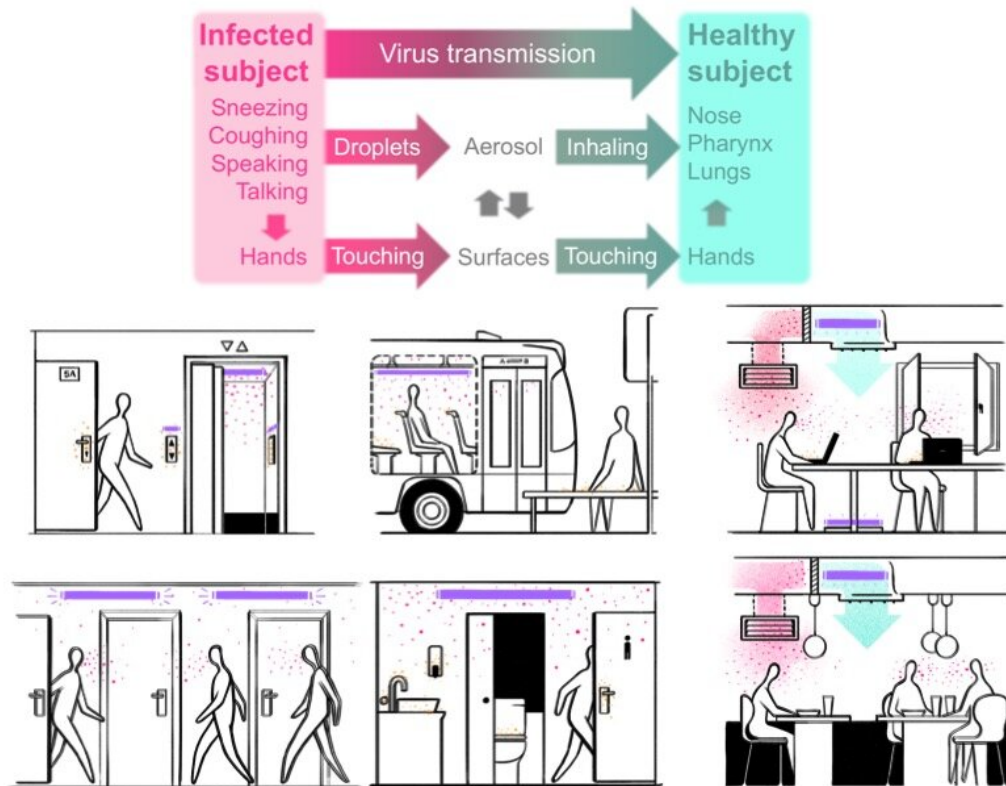 Infected
subject
Sneezing
Coughing
Speaking
Talking
Hands
Virus transmission
Droplets
Aerosol
Inhaling
Touching
Surfaces
Touching
Healthy
subject
Nose
Pharynx
Lungs
Hands
5A